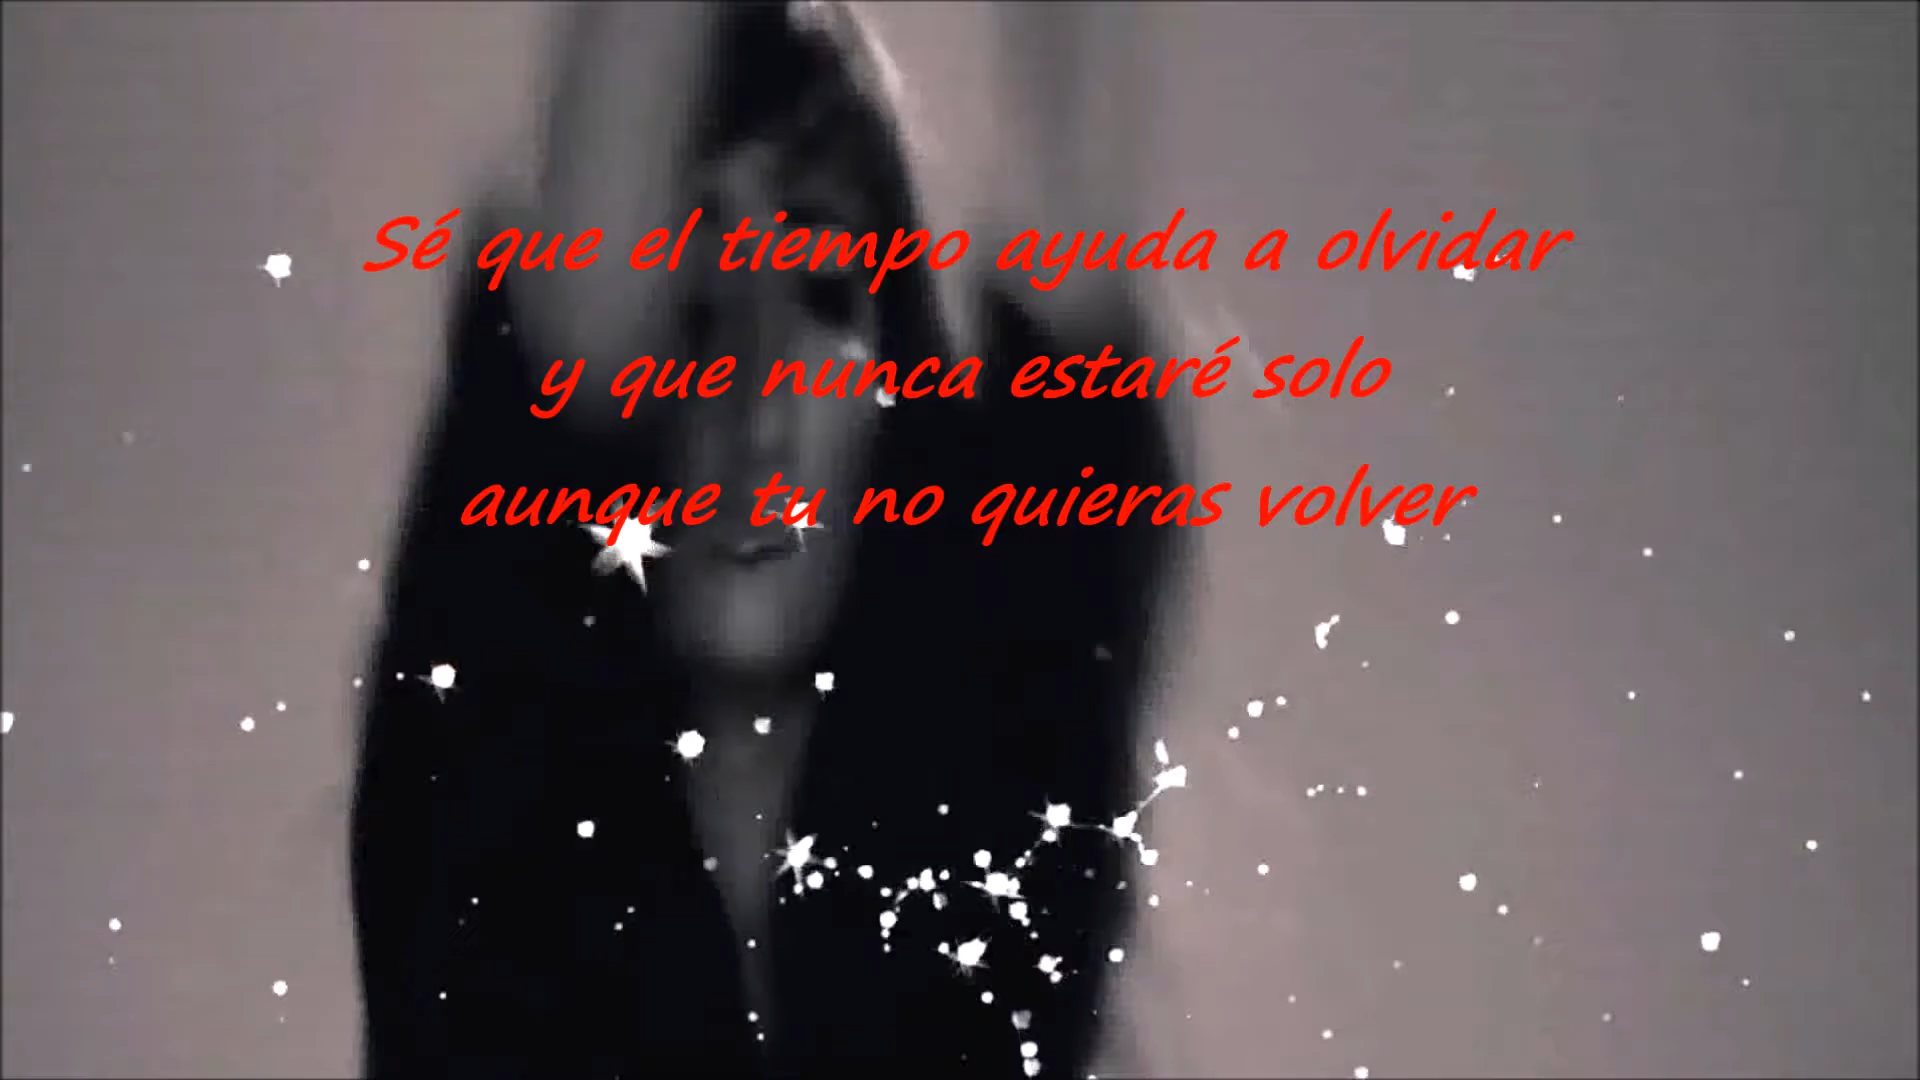 Sé que el tiempo ayuda a olvidar
y que nunca estaré solo
aunque tu no quieras volver